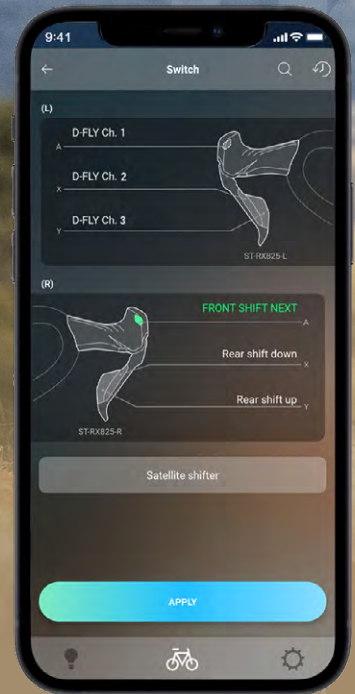 9:41
Switch
(L)
D-FLY Ch. 1
A
D-FLY Ch. 2
X
D-FLY Ch. 3
Y
ST-RX825-L
(R)
FRONT SHIFT NEXT
A
Rear shift down
X
Rear shift up
Y
ST-RX825-R
Satellite shifter
APPLY